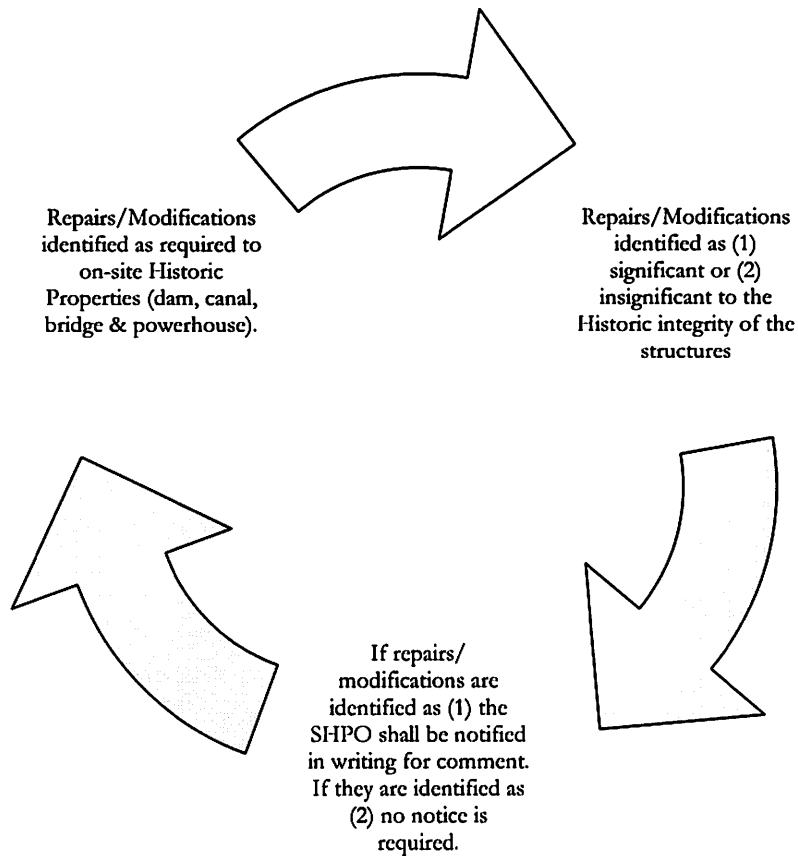 Repairs/Modifications
identified as required to
on-site Historic
Properties (dam, canal,
bridge & powerhouse).
Repairs/Modifications
identified as (1)
significant or (2)
insignificant to the
Historic integrity of the
structures
If repairs/
modifications are
identified as (1) the
SHPO shall be notified
in writing for comment.
If they are identified as
(2) no notice is
required.